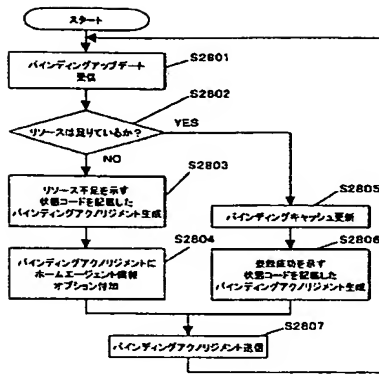 スタート
S2801
バインディングアップデート
受信
S2802
リソースは足りているか？
YES
NO
S2803
リソース不足を示す
状態コードを記載した
バインディングアクノリジメント生成
S2805
バインディングキャッシュ更新
S2804
バインディングアクノリジメントに
ホームエージェント情報
オプション付加
S2806
登録成功を示す
状態コードを記載した
バインディングアクノリジメント生成
S2807
バインディングアクノリジメント送信